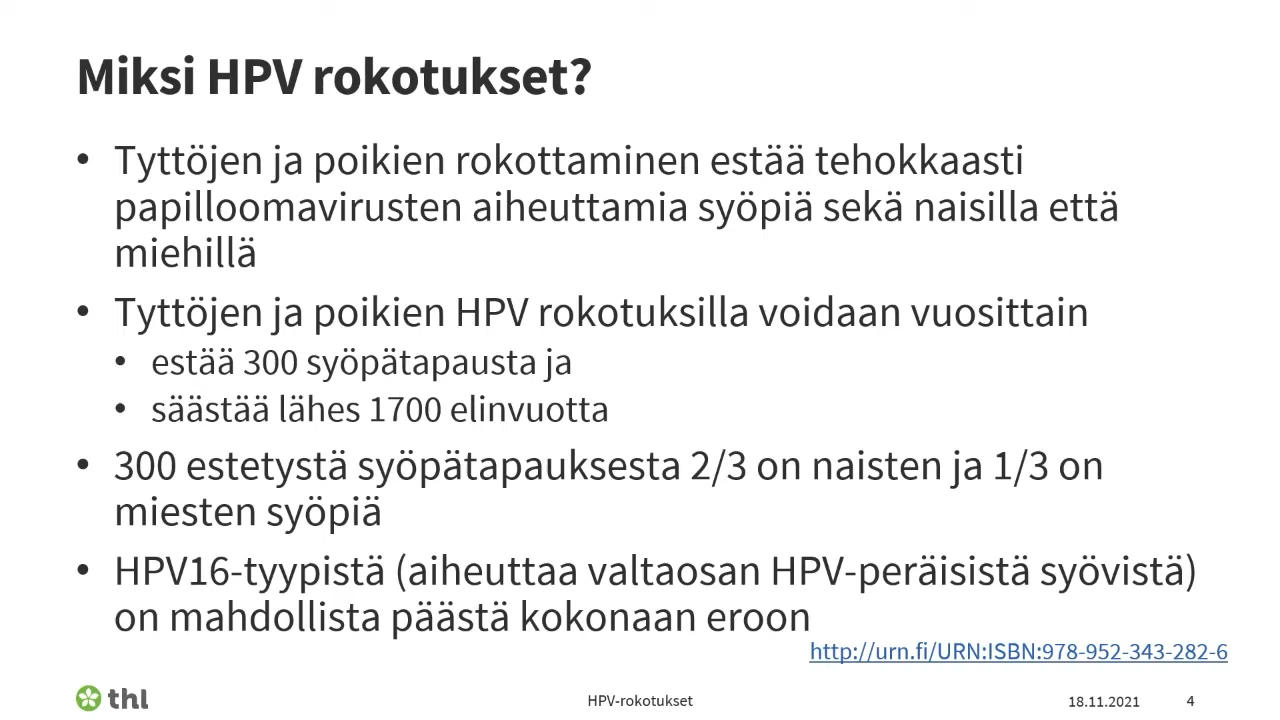 Miksi HPV rokotukset?
• Tyttöjen ja poikien rokottaminen estää tehokkaasti
papilloomavirusten aiheuttamia syöpiä sekä naisilla että
miehillä
• Tyttöjen ja poikien HPV rokotuksilla voidaan vuosittain
• estää 300 syöpätapausta ja
• säästää lähes 1700 elinvuotta
• 300 estetystä syöpätapauksesta 2/3 on naisten ja 1/3 on
miesten syöpiä
• HPV16-tyypistä (aiheuttaa valtaosan HPV-peräisistä syövistä)
on mahdollista päästä kokonaan eroon
http://urn.fi/URN:ISBN:978-952-343-282-6
thl
HPV-rokotukset
18.11.2021
4